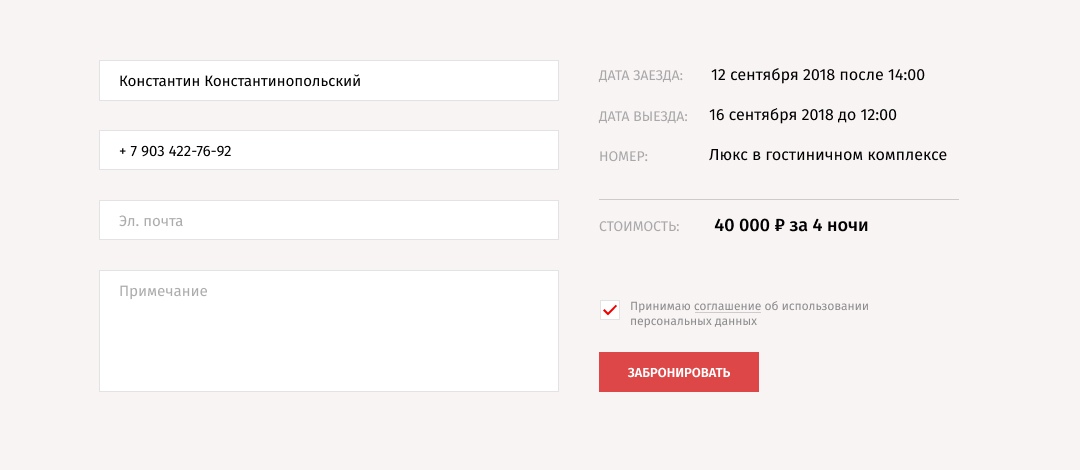 Константин Константинопольский
+ 7 903 422-76-92
Эл. почта
Примечание
ДАТА ЗАЕЗДА: 12 сентября 2018 после 14:00
ДАТА ВЫЕЗДА: 16 сентября 2018 до 12:00
НОМЕР: Люкс в гостиничном комплексе
СТОИМОСТЬ: 40 000 ₽ за 4 ночи
Принимаю соглашение об использовании
персональных данных
ЗАБРОНИРОВАТЬ